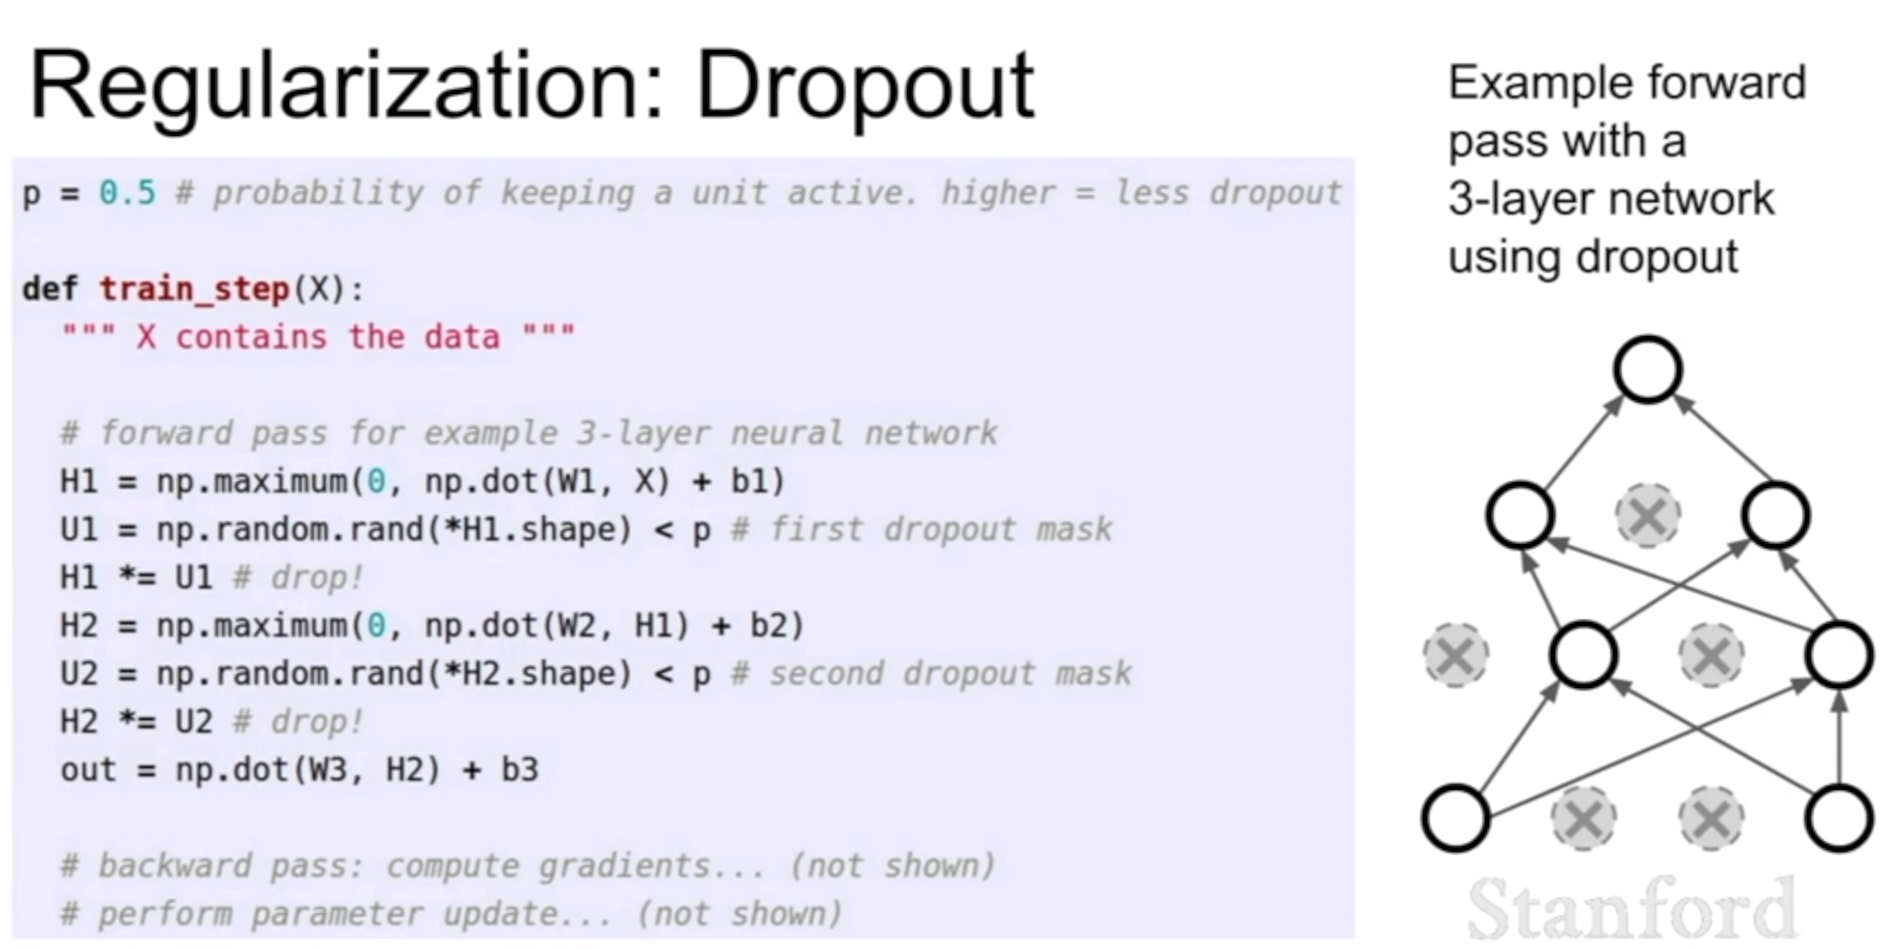 Regularization: Dropout
p = 0.5 # probability of keeping a unit active. higher = less dropout
def train_step(X):
""" X contains the data """
# forward pass for example 3-layer neural network
H1 = np.maximum(0, np.dot(W1, X) + b1)
U1 = np.random.rand(*H1.shape) < p # first dropout mask
H1 *= U1 # drop!
H2 = np.maximum(0, np.dot(W2, H1) + b2)
U2 = np.random.rand(*H2.shape) < p # second dropout mask
H2 *= U2 # drop!
out = np.dot(W3, H2) + b3
# backward pass: compute gradients... (not shown)
# perform parameter update... (not shown)
Example forward
pass with a
3-layer network
using dropout
Stanford